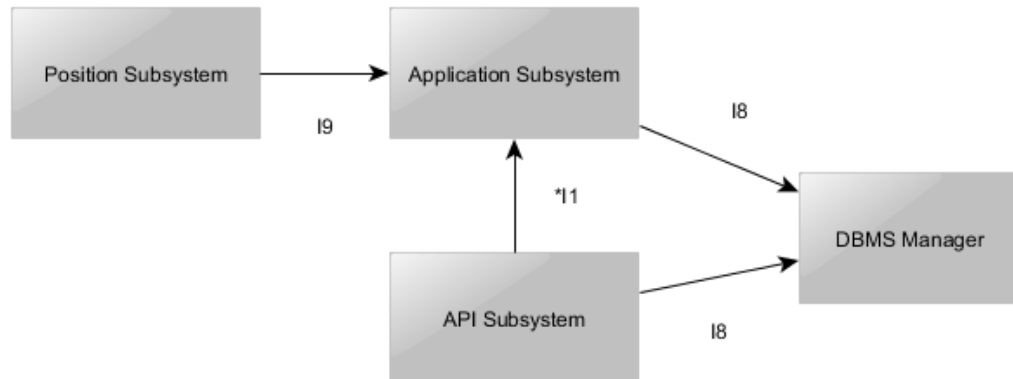 Position Subsystem
Application Subsystem
I9
I8
*I1
DBMS Manager
API Subsystem
I8